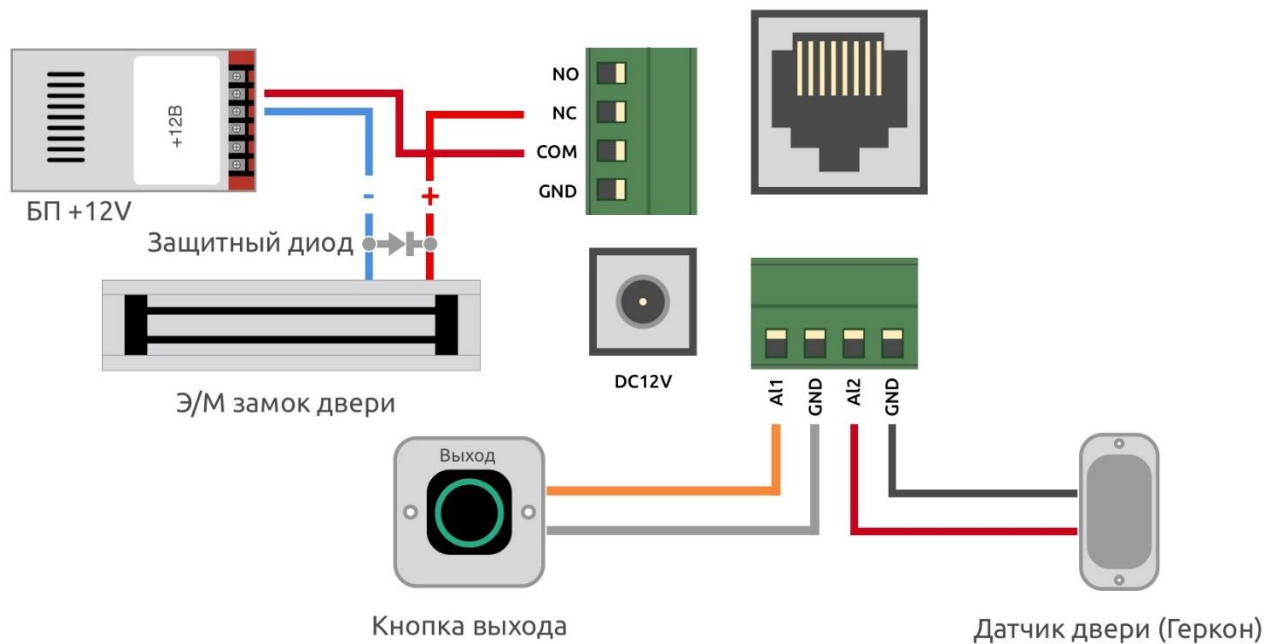 NO
NC
COM
GND
+12В
БП +12V
-
+
Защитный диод
Э/М замок двери
DC12V
AI1
GND
AI2
GND
Выход
Кнопка выхода
Датчик двери (Геркон)